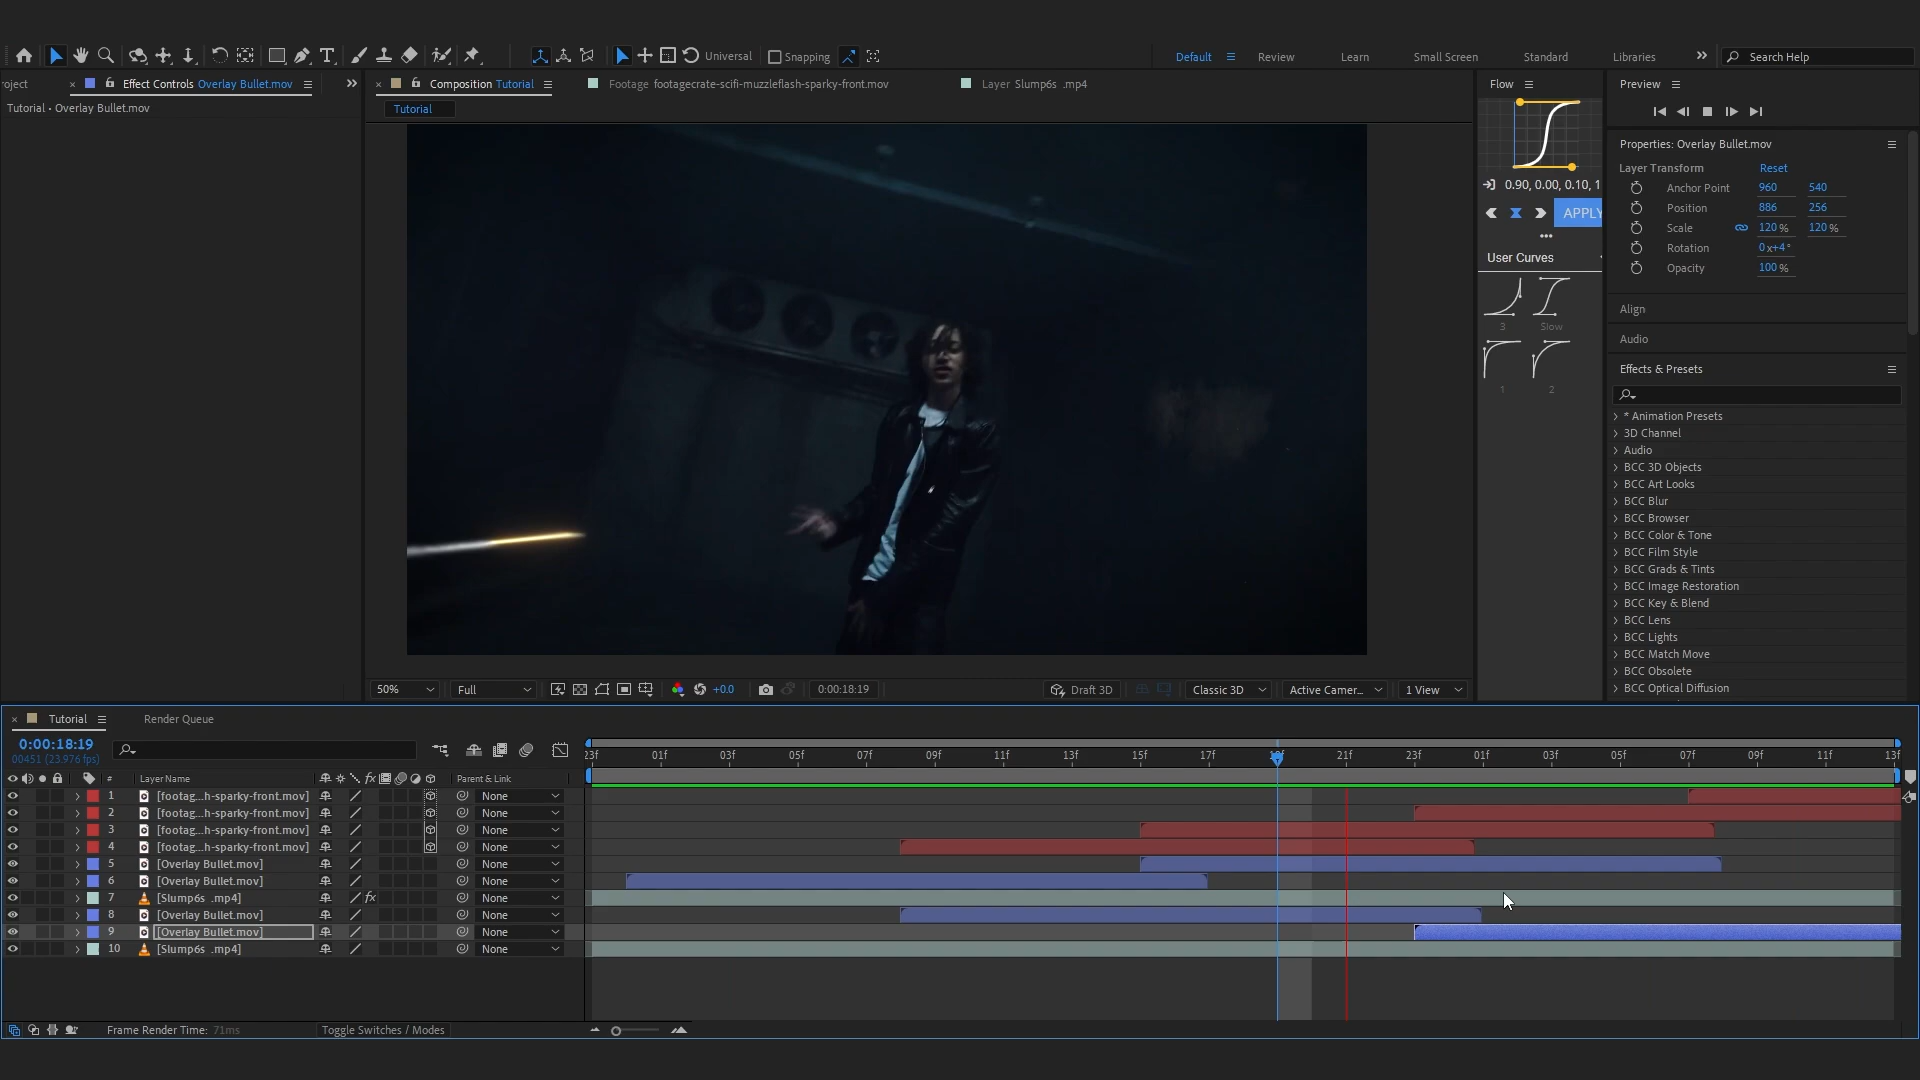 Universal
Snapping
Default
Review
Learn
Small Screen
Standard
Libraries
Search Help
oject
Effect Controls Overlay Bullet.mov
Composition Tutorial
Footage footagecrate-scifi-muzzleflash-sparky-front.mov
Layer Slump6s .mp4
Flow
Preview
Tutorial • Overlay Bullet.mov
Tutorial
Properties: Overlay Bullet.mov
Layer Transform Reset
Anchor Point 960 540
Position 886 256
Scale 120 % 120 %
Rotation 0x+4°
Opacity 100 %
0.90, 0.00, 0.10, 1
APPLY
User Curves
3 Slow
1 2
Align
Audio
Effects & Presets
* Animation Presets
3D Channel
Audio
BCC 3D Objects
BCC Art Looks
BCC Blur
BCC Browser
BCC Color & Tone
BCC Film Style
BCC Grads & Tints
BCC Image Restoration
BCC Key & Blend
BCC Lens
BCC Lights
BCC Match Move
BCC Obsolete
BCC Optical Diffusion
50%
Full
+0.0
0:00:18:19
Draft 3D
Classic 3D
Active Camer...
1 View
Tutorial
Render Queue
0:00:18:19
00451 (23.976 fps)
23f 01f 03f 05f 07f 09f 11f 13f 15f 17f 19f 21f 23f 01f 03f 05f 07f 09f 11f 13f
# Layer Name fx Parent & Link
1 [footag...h-sparky-front.mov] None
2 [footag...h-sparky-front.mov] None
3 [footag...h-sparky-front.mov] None
4 [footag...h-sparky-front.mov] None
5 [Overlay Bullet.mov] None
6 [Overlay Bullet.mov] None
7 [Slump6s .mp4] fx None
8 [Overlay Bullet.mov] None
9 [Overlay Bullet.mov] None
10 [Slump6s .mp4] None
Frame Render Time: 71ms
Toggle Switches / Modes